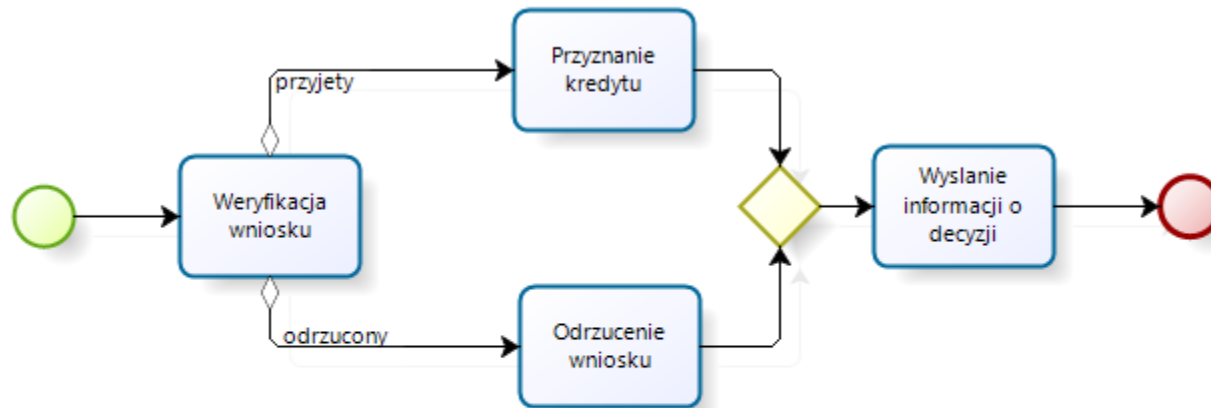 Przyznanie
kredytu
przyjety
Weryfikacja
wniosku
Wyslanie
informacji o
decyzji
odrzucony
Odrzucenie
wniosku